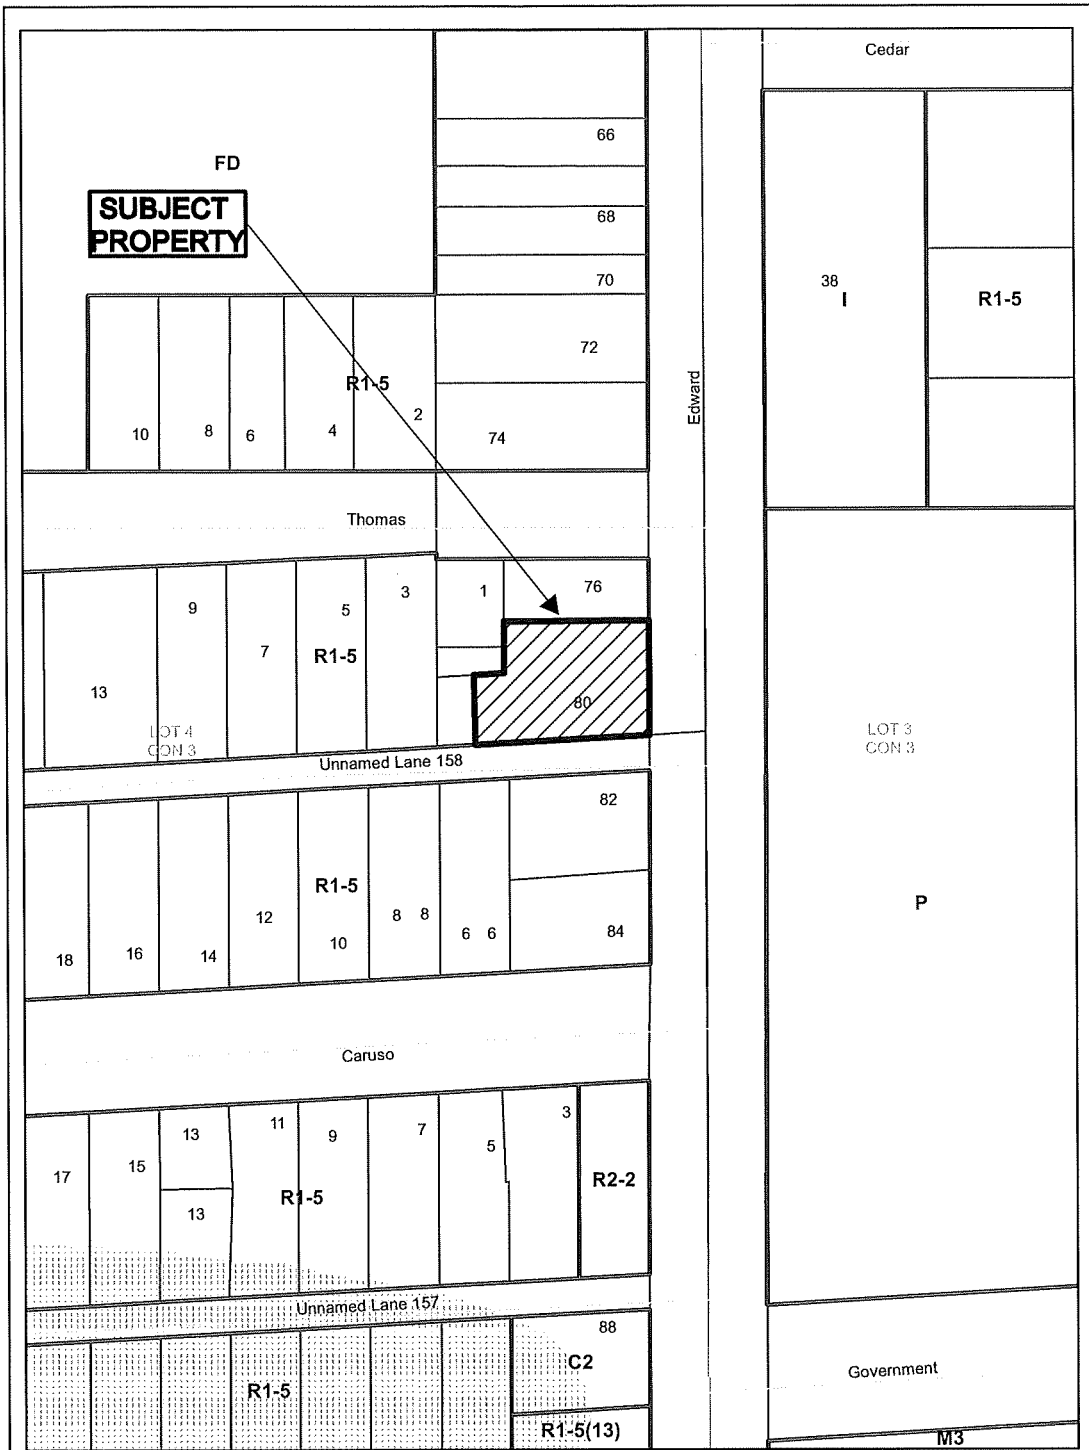 Cedar
66
FD
SUBJECT
PROPERTY
68
70
38
I
R1-5
72
Edward
R1-5
2
10
8
6
4
74
Thomas
9
5
3
1
76
7
R1-5
13
80
LOT 4
CON 3
LOT 3
CON 3
Unnamed Lane 158
82
R1-5
12
8 8
P
18
16
14
10
6 6
84
Caruso
13
11
9
7
5
3
17
15
R2-2
R1-5
13
Unnamed Lane 157
88
C2
Government
R1-5
R1-5(13)
M3